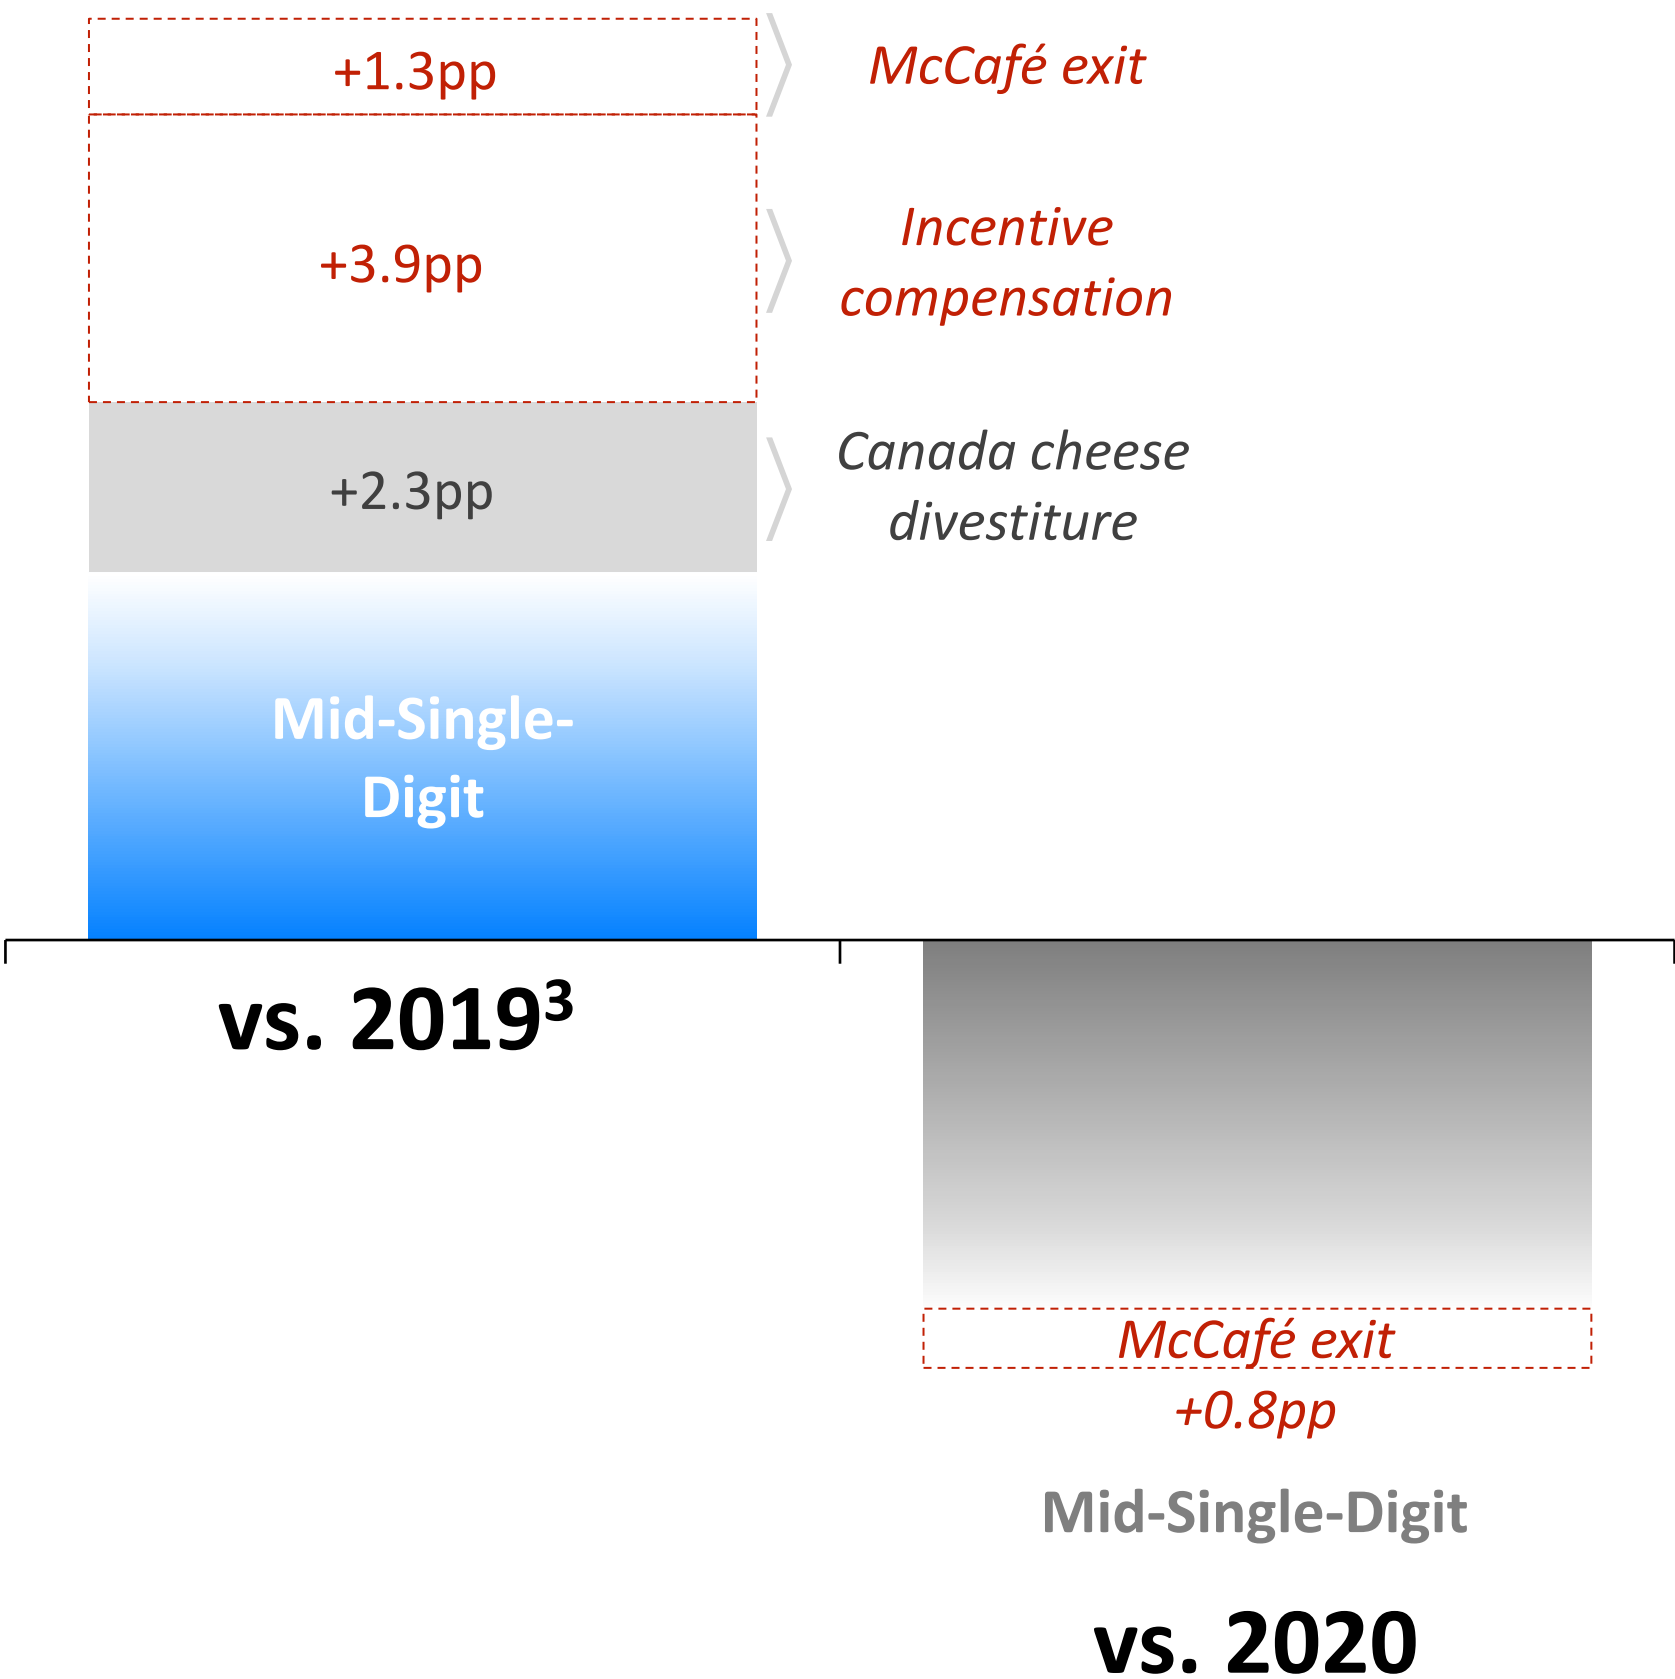 +1.3pp
McCafé exit
+3.9pp
Incentive
compensation
+2.3pp
Canada cheese
divestiture
Mid-Single-
Digit
vs. 2019³
McCafé exit
+0.8pp
Mid-Single-Digit
vs. 2020